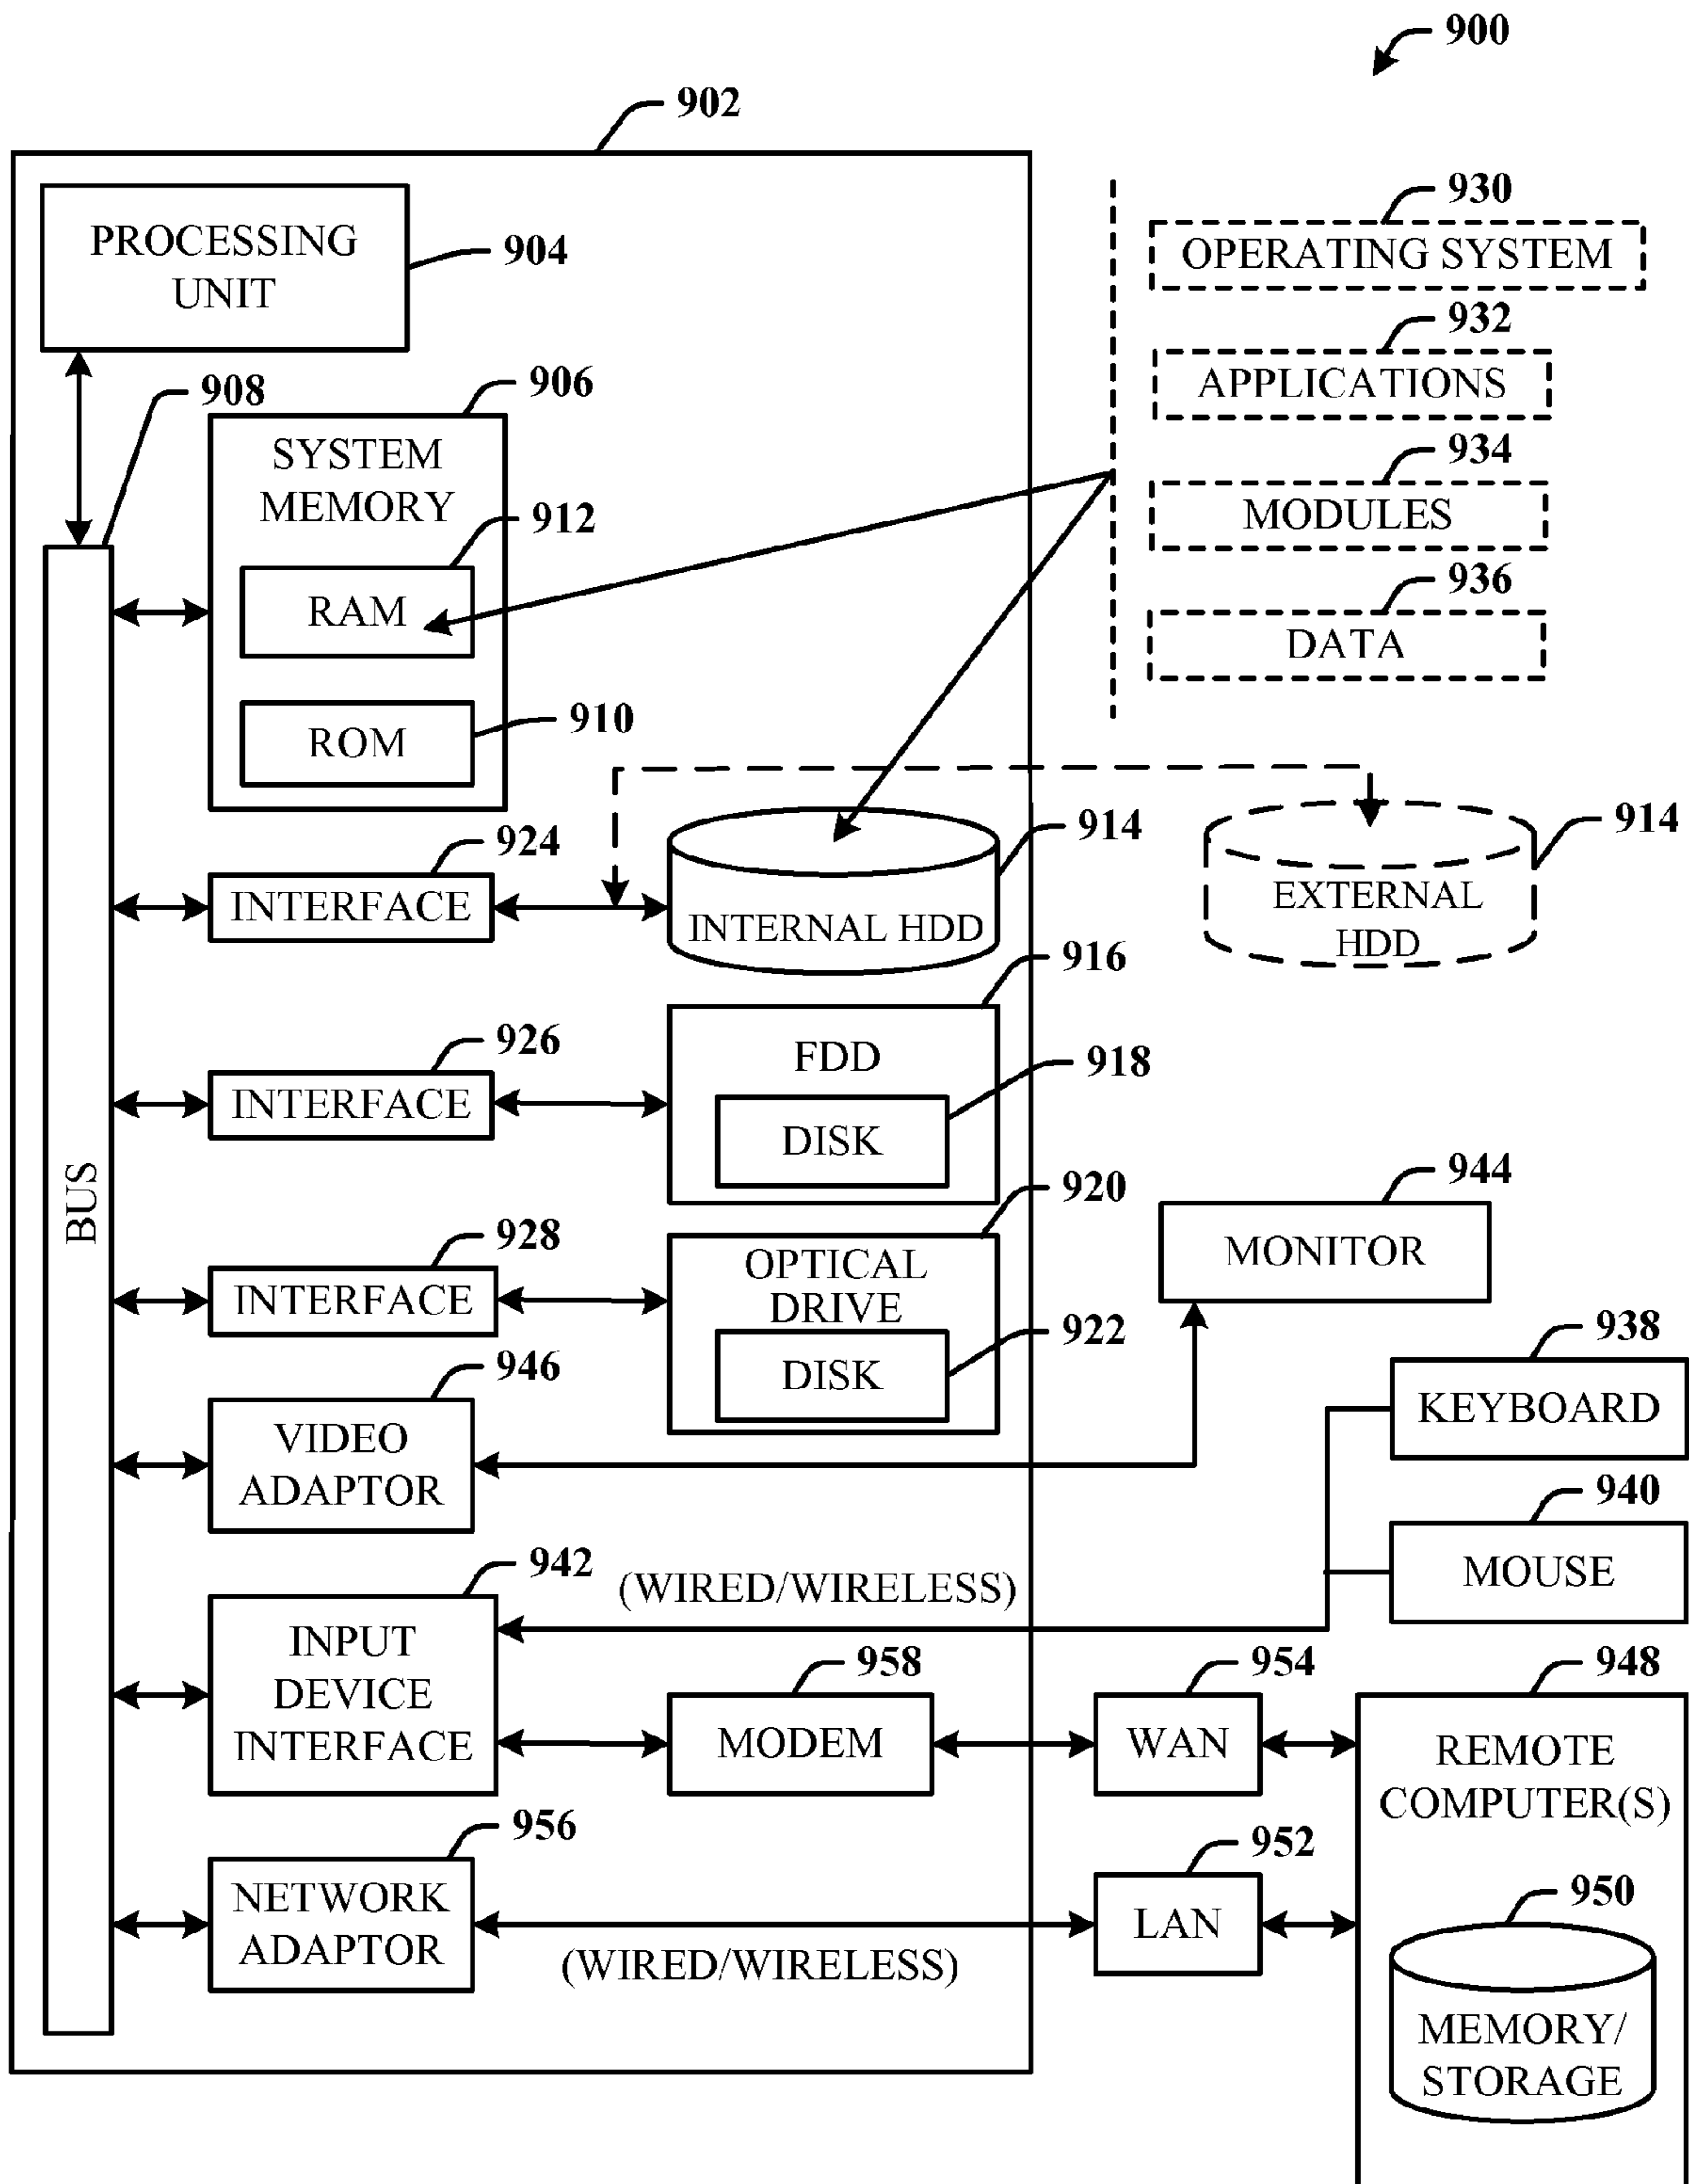 900
902
PROCESSING
UNIT
904
930
OPERATING SYSTEM
932
APPLICATIONS
934
MODULES
936
DATA
908
906
SYSTEM
MEMORY
912
RAM
910
ROM
924
INTERFACE
914
INTERNAL HDD
914
EXTERNAL
HDD
916
FDD
926
INTERFACE
918
DISK
BUS
920
OPTICAL
DRIVE
928
INTERFACE
922
DISK
944
MONITOR
946
VIDEO
ADAPTOR
938
KEYBOARD
940
MOUSE
942
INPUT
DEVICE
INTERFACE
(WIRED/WIRELESS)
958
MODEM
954
WAN
948
REMOTE
COMPUTER(S)
956
NETWORK
ADAPTOR
(WIRED/WIRELESS)
952
LAN
950
MEMORY/
STORAGE